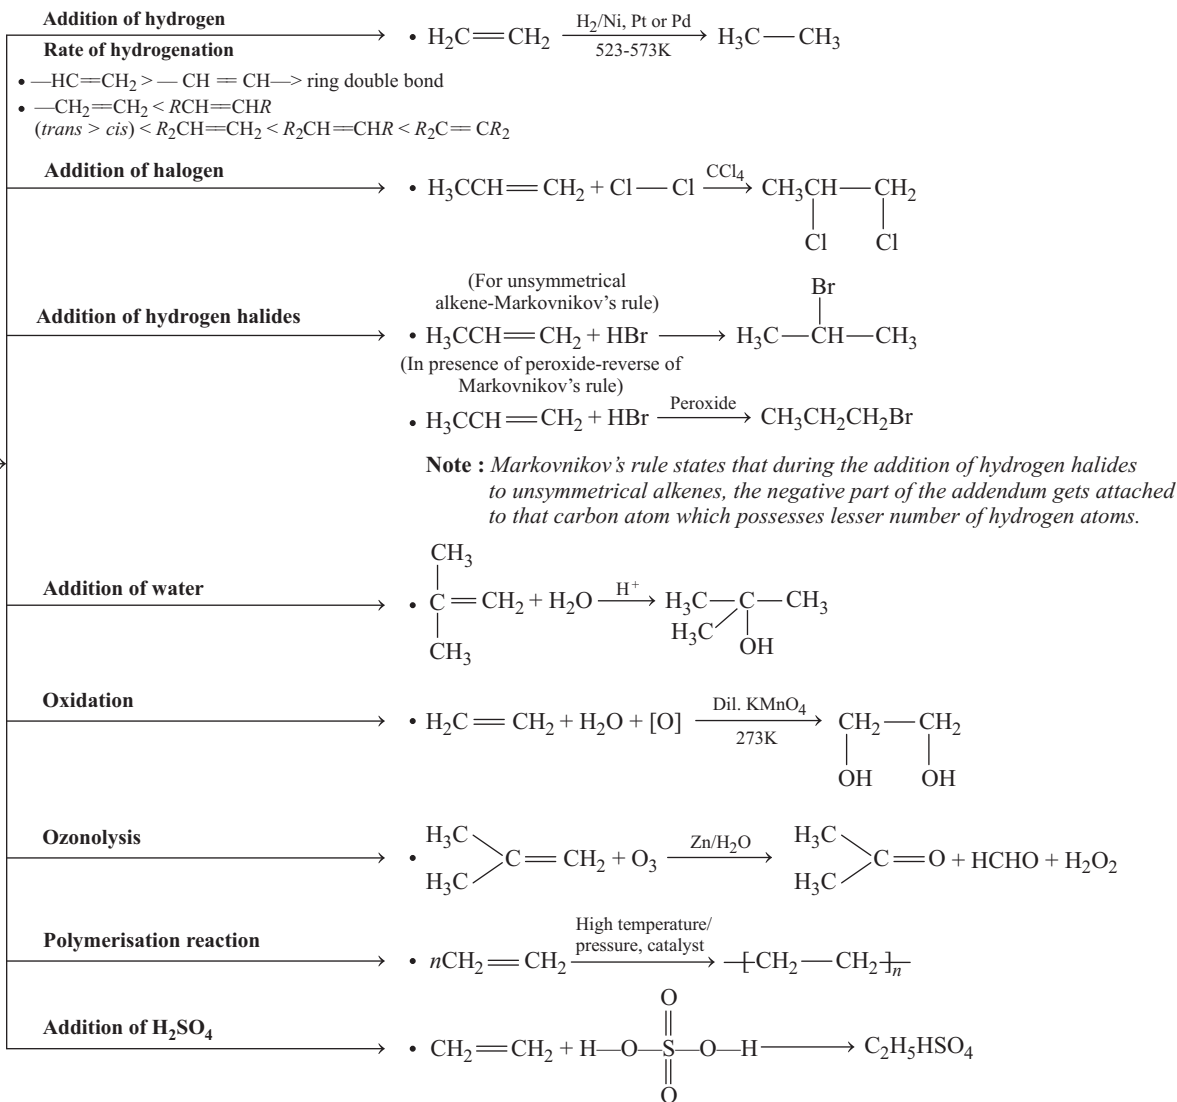 Addition of hydrogen
• H₂C═CH₂ H₂/Ni, Pt or Pd → 523-573K H₃C—CH₃
Rate of hydrogenation
• —HC═CH₂ > — CH ═ CH—> ring double bond
• —CH₂═CH₂ < RCH═CHR
(trans > cis) < R₂CH═CH₂ < R₂CH═CHR < R₂C═ CR₂
Addition of halogen
• H₃CCH═CH₂ + Cl—Cl CCl₄ → CH₃CH—CH₂
Cl Cl
Addition of hydrogen halides
(For unsymmetrical
alkene-Markovnikov's rule)
Br
• H₃CCH═CH₂ + HBr → H₃C—CH—CH₃
(In presence of peroxide-reverse of
Markovnikov's rule)
• H₃CCH═CH₂ + HBr Peroxide → CH₃CH₂CH₂Br
Note : Markovnikov's rule states that during the addition of hydrogen halides
to unsymmetrical alkenes, the negative part of the addendum gets attached
to that carbon atom which possesses lesser number of hydrogen atoms.
Addition of water
CH₃
• C═CH₂ + H₂O H⁺ → H₃C—C—CH₃
H₃C OH
CH₃
Oxidation
• H₂C═CH₂ + H₂O + [O] Dil. KMnO₄ → 273K CH₂—CH₂
OH OH
Ozonolysis
H₃C H₃C
• C═CH₂ + O₃ Zn/H₂O → C═O + HCHO + H₂O₂
H₃C H₃C
Polymerisation reaction
High temperature/
pressure, catalyst
• nCH₂═CH₂ → —[CH₂—CH₂]—n
Addition of H₂SO₄
O
• CH₂═CH₂ + H—O—S—O—H → C₂H₅HSO₄
O